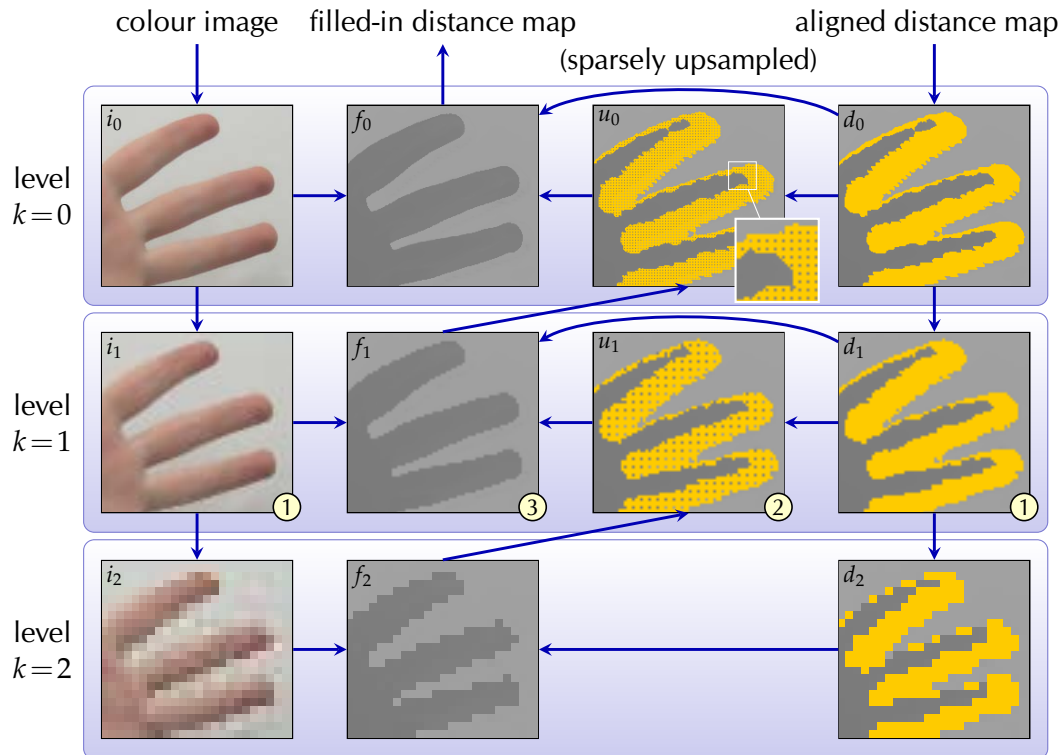 colour image
filled-in distance map
aligned distance map
(sparsely upsampled)
level
k=0
i₀
f₀
u₀
d₀
level
k=1
i₁
f₁
u₁
d₁
1
3
2
1
level
k=2
i₂
f₂
d₂